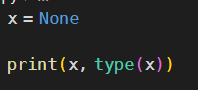 x = None
print(x, type(x))